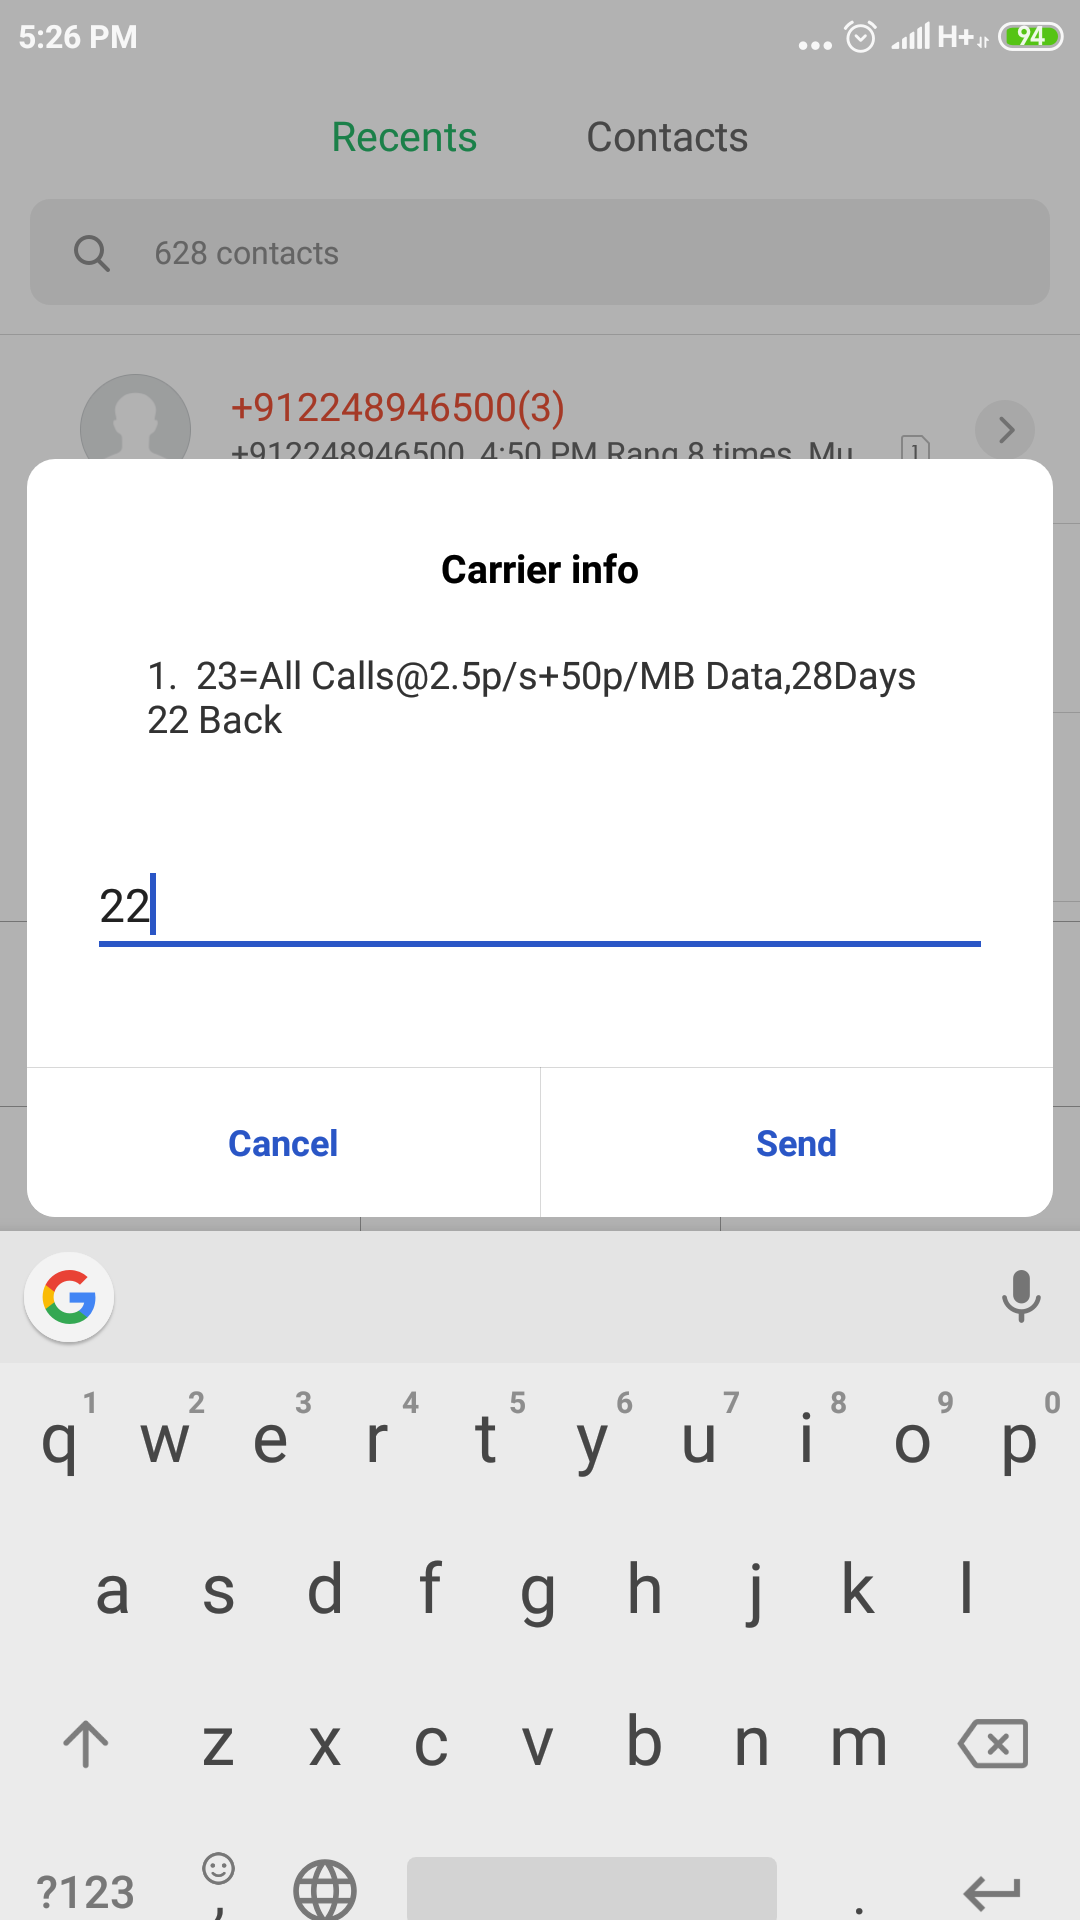 5:26 PM
H+
94
Recents Contacts
628 contacts
+912248946500(3)
+912248946500 4:50 PM Rang 8 times Mu
1
Carrier info
1. 23=All Calls@2.5p/s+50p/MB Data,28Days
22 Back
22
Cancel Send
1 2 3 4 5 6 7 8 9 0
q w e r t y u i o p
a s d f g h j k l
z x c v b n m
?123 , .